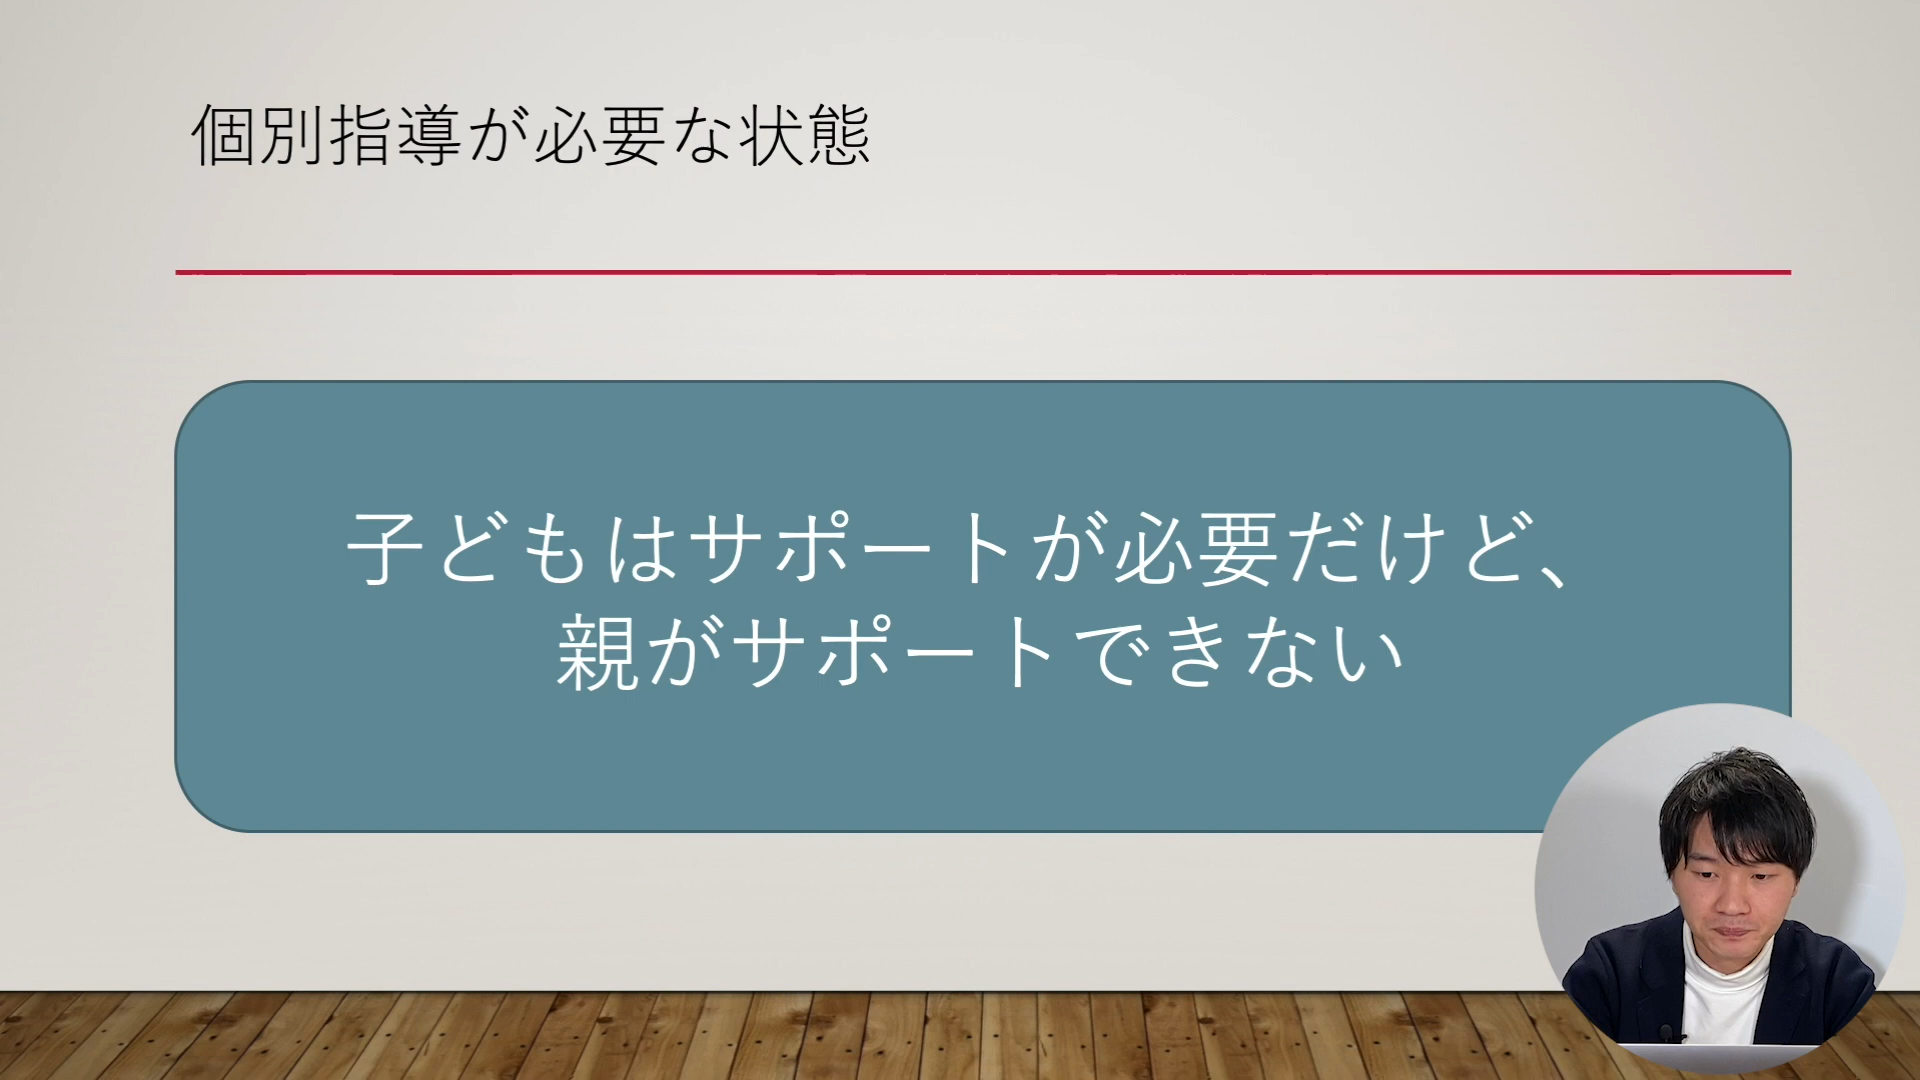 個別指導が必要な状態
子どもはサポートが必要だけど、
親がサポートできない